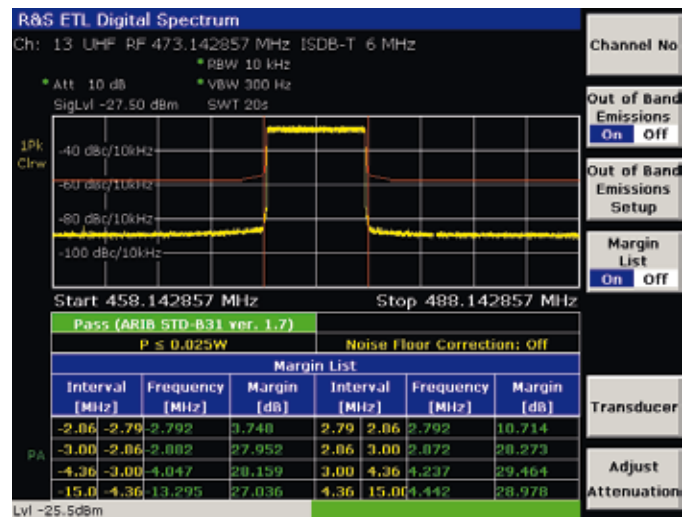 R&S ETL Digital Spectrum
Ch: 13 UHF RF 473.142857 MHz ISDB-T 6 MHz
RBW 10 kHz
Att 10 dB VBW 300 Hz
SigLvl -27.50 dBm SWT 20s
1Pk
Clrw
-40 dBc/10kHz
-60 dBc/10kHz
-80 dBc/10kHz
-100 dBc/10kHz
Start 458.142857 MHz Stop 488.142857 MHz
Pass (ARIB STD-B31 ver. 1.7)
P ≤ 0.025W Noise Floor Correction: Off
Margin List
Interval Frequency Margin Interval Frequency Margin
[MHz] [MHz] [dB] [MHz] [MHz] [dB]
-2.86 -2.79 -2.792 3.748 2.79 2.86 2.792 10.714
-3.00 -2.86 -2.882 27.952 2.86 3.00 2.872 28.273
-4.36 -3.00 -4.047 28.159 3.00 4.36 4.237 29.464
-15.0 -4.36 -13.295 27.036 4.36 15.00 4.442 28.978
PA
Lvl -25.5dBm
Channel No
Out of Band
Emissions
On Off
Out of Band
Emissions
Setup
Margin
List
On Off
Transducer
Adjust
Attenuation